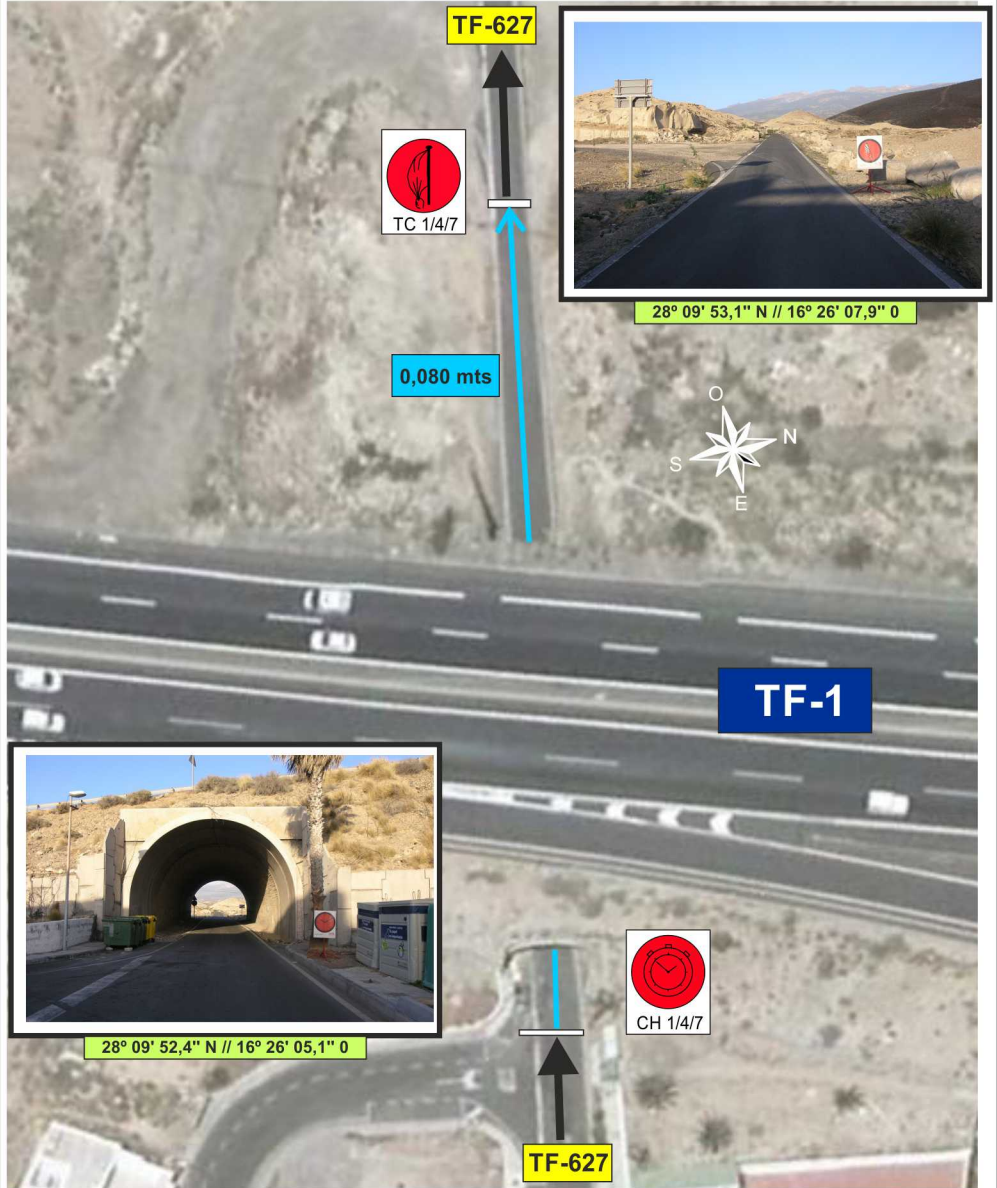 TF-627
TC 1/4/7
28º 09' 53,1" N // 16º 26' 07,9" 0
0,080 mts
O
N
S
E
TF-1
28º 09' 52,4" N // 16º 26' 05,1" 0
CH 1/4/7
TF-627